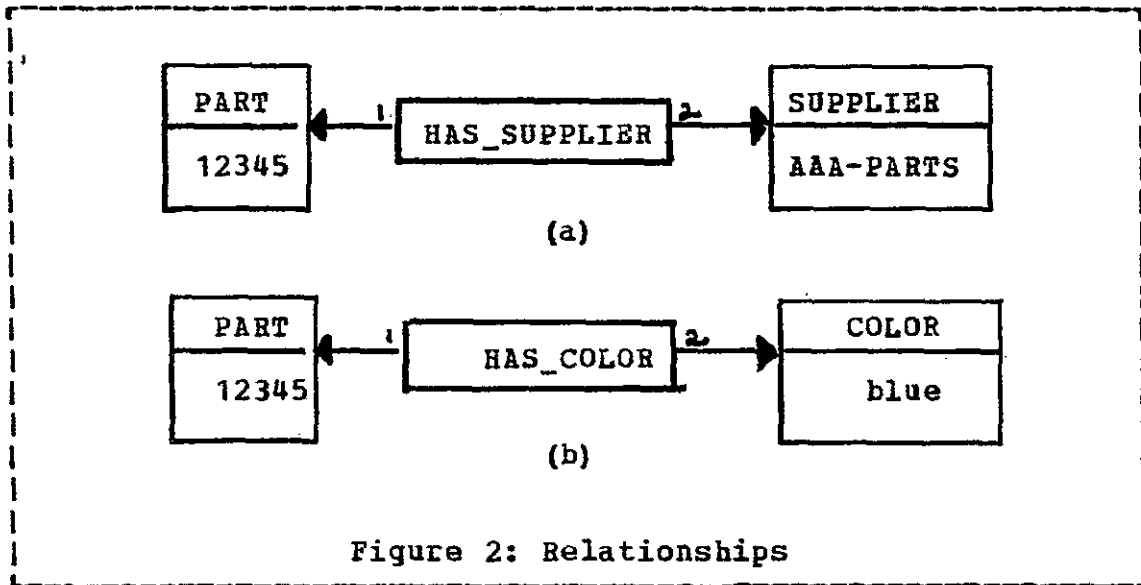 PART 1 HAS_SUPPLIER 2 SUPPLIER
12345 AAA-PARTS
(a)
PART 1 HAS_COLOR 2 COLOR
12345 blue
(b)
Figure 2: Relationships